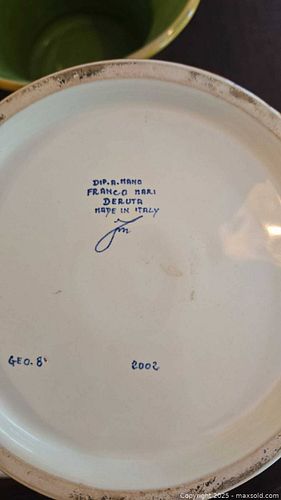 DIP. A. MANO
FRANCO MARI
DERUTA
MADE IN ITALY
GEO. 8"
2002
Copyright 2025 - maxsold.com